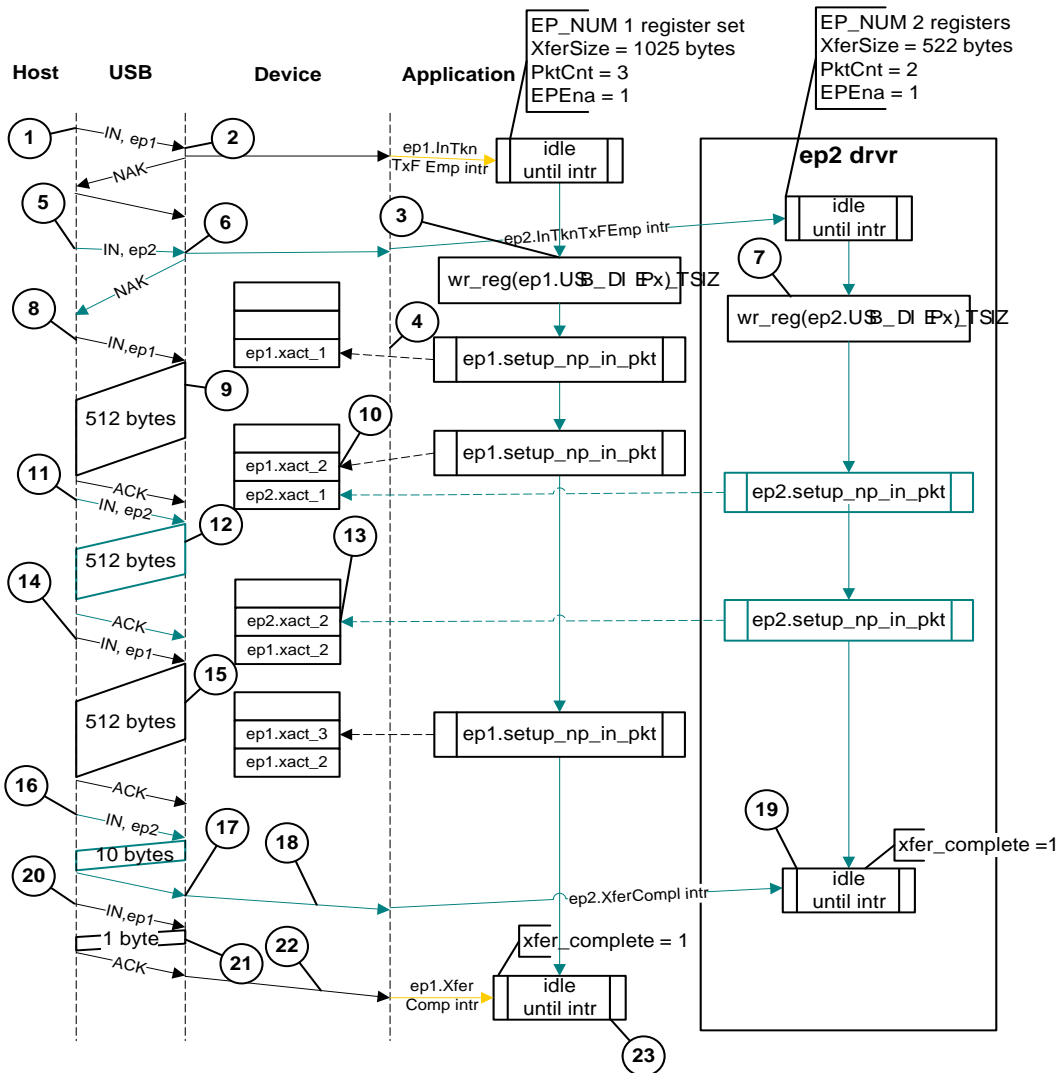 EP_NUM 1 register set
XferSize = 1025 bytes
PktCnt = 3
EPEna = 1
EP_NUM 2 registers
XferSize = 522 bytes
PktCnt = 2
EPEna = 1
Host
USB
Device
Application
1
IN, ep1
2
NAK
ep1.InTkn
TxF Emp intr
idle
until intr
ep2 drvr
5
IN, ep2
6
NAK
3
ep2.InTknTxFEmp intr
idle
until intr
7
wr_reg(ep1.USB_DIEPx)_TSIZ
wr_reg(ep2.USB_DIEPx)_TSIZ
8
IN,ep1
4
ep1.xact_1
ep1.setup_np_in_pkt
9
512 bytes
10
ep1.xact_2
ep2.xact_1
ep1.setup_np_in_pkt
ep2.setup_np_in_pkt
11
ACK
IN, ep2
12
512 bytes
13
14
ACK
IN, ep1
ep2.xact_2
ep1.xact_2
ep2.setup_np_in_pkt
15
512 bytes
ep1.xact_3
ep1.xact_2
ep1.setup_np_in_pkt
16
ACK
IN, ep2
17
18
10 bytes
19
xfer_complete =1
ep2.XferCompl intr
idle
until intr
20
IN,ep1
1 byte
21
ACK
22
xfer_complete = 1
ep1.Xfer
Comp intr
idle
until intr
23